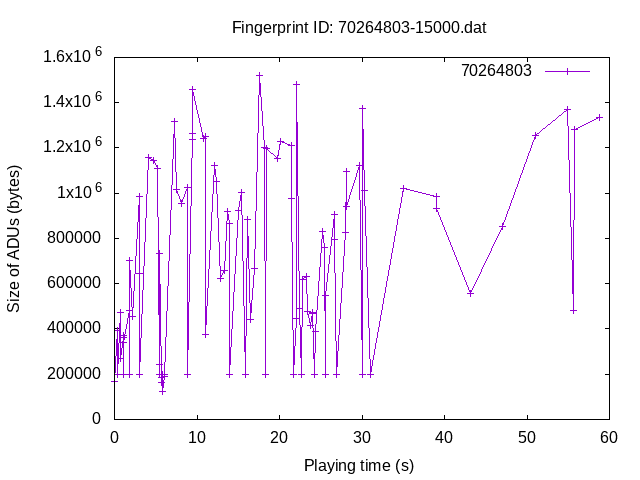 Fingerprint ID: 70264803-15000.dat
70264803
Size of ADUs (bytes)
1.6x10^6
1.4x10^6
1.2x10^6
1x10^6
800000
600000
400000
200000
0
0 10 20 30 40 50 60
Playing time (s)